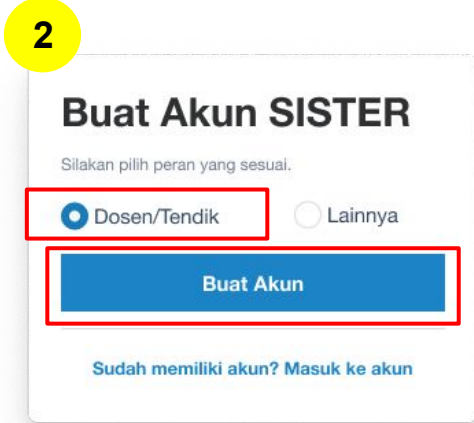 2
Buat Akun SISTER
Silakan pilih peran yang sesuai.
Dosen/Tendik Lainnya
Buat Akun
Sudah memiliki akun? Masuk ke akun